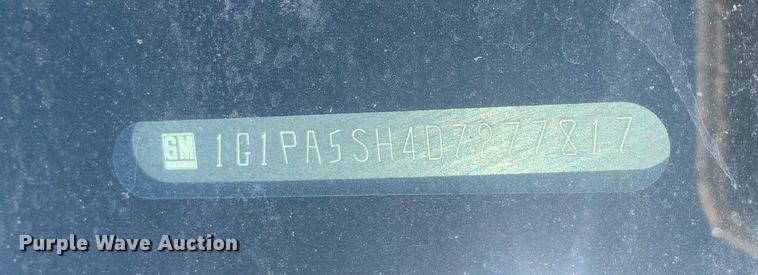 GM 1G1PA5SH4D7277817
Purple Wave Auction